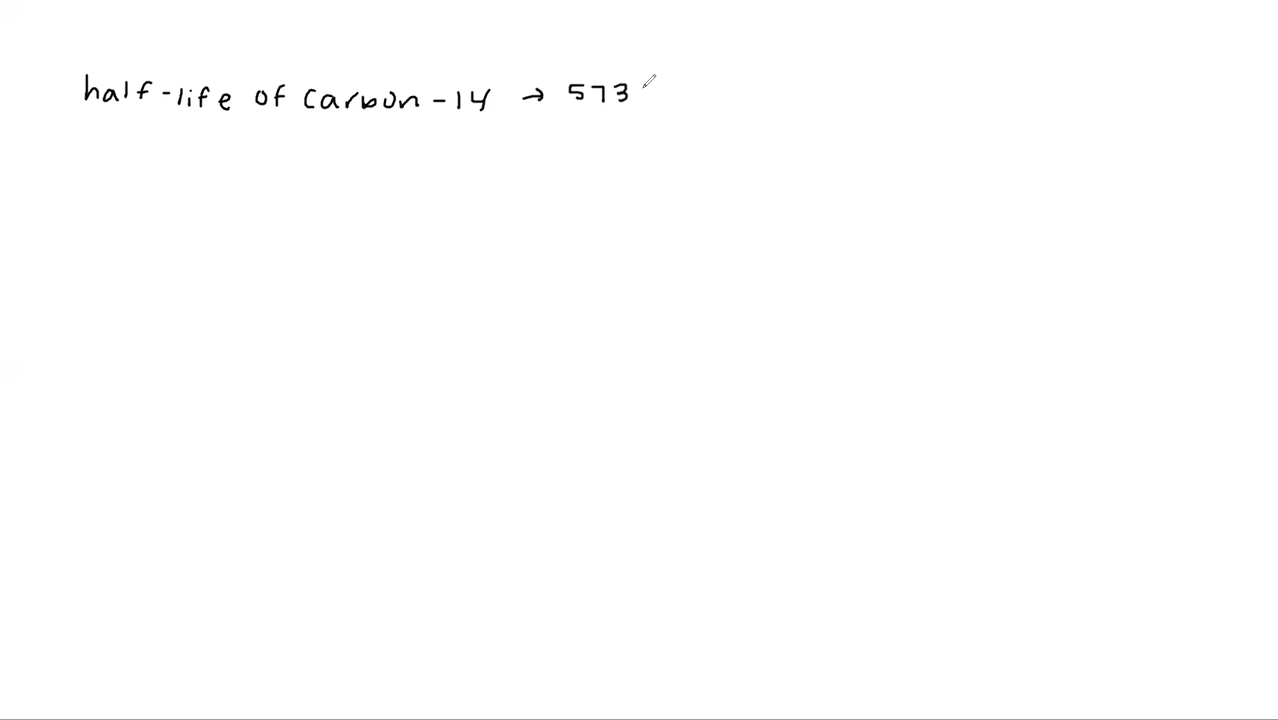 half-life of carbon-14 → 573